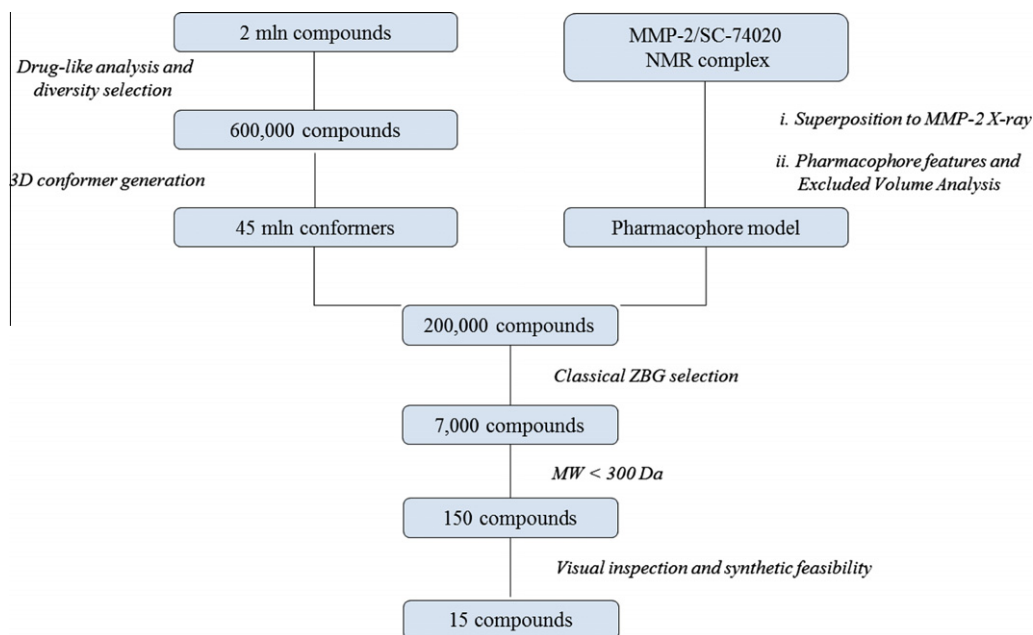 2 mln compounds
MMP-2/SC-74020
NMR complex
Drug-like analysis and
diversity selection
600,000 compounds
i. Superposition to MMP-2 X-ray
ii. Pharmacophore features and
Excluded Volume Analysis
3D conformer generation
45 mln conformers
Pharmacophore model
200,000 compounds
Classical ZBG selection
7,000 compounds
MW < 300 Da
150 compounds
Visual inspection and synthetic feasibility
15 compounds